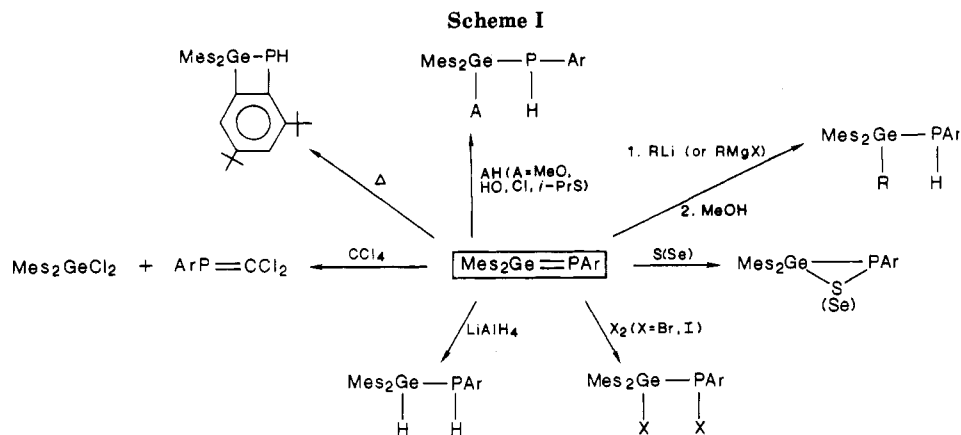 Scheme I
Mes₂Ge—PH
Mes₂Ge—P—Ar
A H
Δ
AH (A=MeO,
HO, Cl, i-PrS)
1. RLi (or RMgX)
2. MeOH
Mes₂Ge—PAr
R H
Mes₂GeCl₂ + ArP=CCl₂
CCl₄
Mes₂Ge=PAr
S(Se)
Mes₂Ge—PAr
S
(Se)
LiAlH₄
X₂(X=Br, I)
Mes₂Ge—PAr
H H
Mes₂Ge—PAr
X X